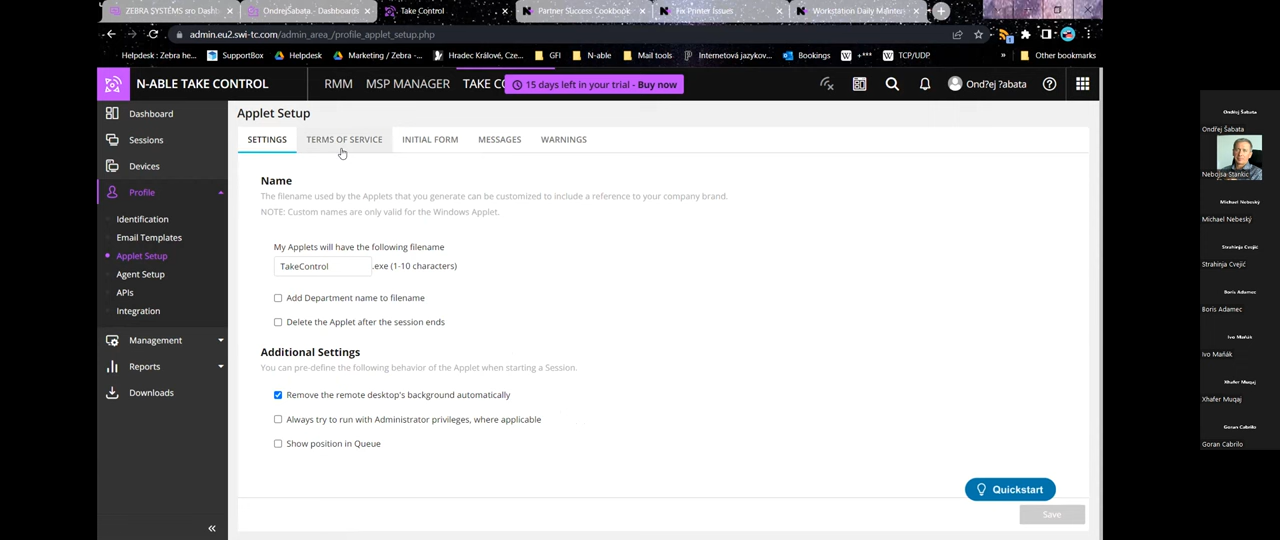 ZEBRA SYSTEMS sro Dash
OndrejSabata - Dashboards
Take Control
Partner Success Cookbook
Fix Printer Issues
Workstation Daily Mainten
admin.eu2.swi-tc.com/admin_area_/profile_applet_setup.php
Helpdesk | Zebra he...
SupportBox
Helpdesk
Marketing / Zebra -...
Hradec Králové, Cze...
GFI
N-able
Mail tools
Internetová jazykov...
Bookings
+***
TCP/UDP
»
Other bookmarks
N-ABLE TAKE CONTROL
RMM
MSP MANAGER
TAKE CO
15 days left in your trial - Buy now
Ond?ej ?abata
Dashboard
Sessions
Devices
Profile
Identification
Email Templates
Applet Setup
Agent Setup
APIs
Integration
Management
Reports
Downloads
«
Applet Setup
SETTINGS
TERMS OF SERVICE
INITIAL FORM
MESSAGES
WARNINGS
Name
The filename used by the Applets that you generate can be customized to include a reference to your company brand.
NOTE: Custom names are only valid for the Windows Applet.
My Applets will have the following filename
TakeControl .exe (1-10 characters)
Add Department name to filename
Delete the Applet after the session ends
Additional Settings
You can pre-define the following behavior of the Applet when starting a Session.
Remove the remote desktop's background automatically
Always try to run with Administrator privileges, where applicable
Show position in Queue
Quickstart
Save
Ondřej Šabata
Ondřej Šabata
Nebojsa Stankic
Michael Nebeský
Michael Nebeský
Strahinja Cvejić
Strahinja Cvejić
Boris Adamec
Boris Adamec
Ivo Maňák
Ivo Maňák
Xhafer Muqaj
Xhafer Muqaj
Goran Cabrilo
Goran Cabrilo